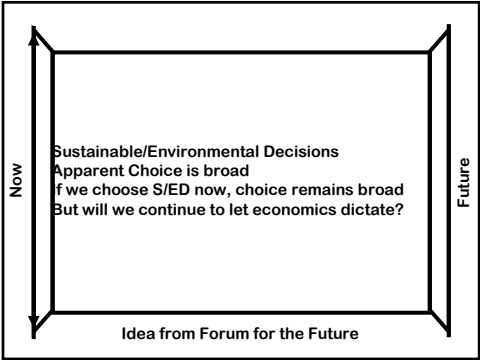 Now
Sustainable/Environmental Decisions
Apparent Choice is broad
If we choose S/ED now, choice remains broad
But will we continue to let economics dictate?
Future
Idea from Forum for the Future